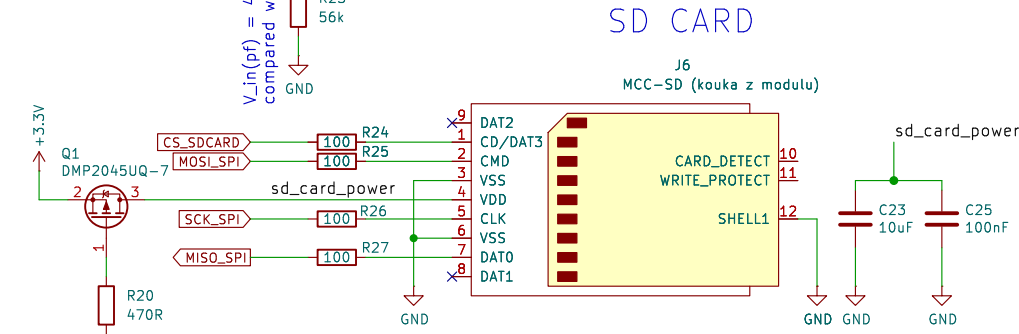 56k
GND
V_in(pf) = 4
compared w
SD CARD
J6
MCC-SD (kouka z modulu)
+3.3V
Q1
DMP2045UQ-7
2
3
1
R20
470R
CS_SDCARD
100
R24
MOSI_SPI
100
R25
sd_card_power
SCK_SPI
100
R26
MISO_SPI
100
R27
9
DAT2
1
CD/DAT3
2
CMD
3
VSS
4
VDD
5
CLK
6
VSS
7
DAT0
8
DAT1
CARD_DETECT
10
WRITE_PROTECT
11
SHELL1
12
GND
GND
sd_card_power
C23
10uF
GND
C25
100nF
GND